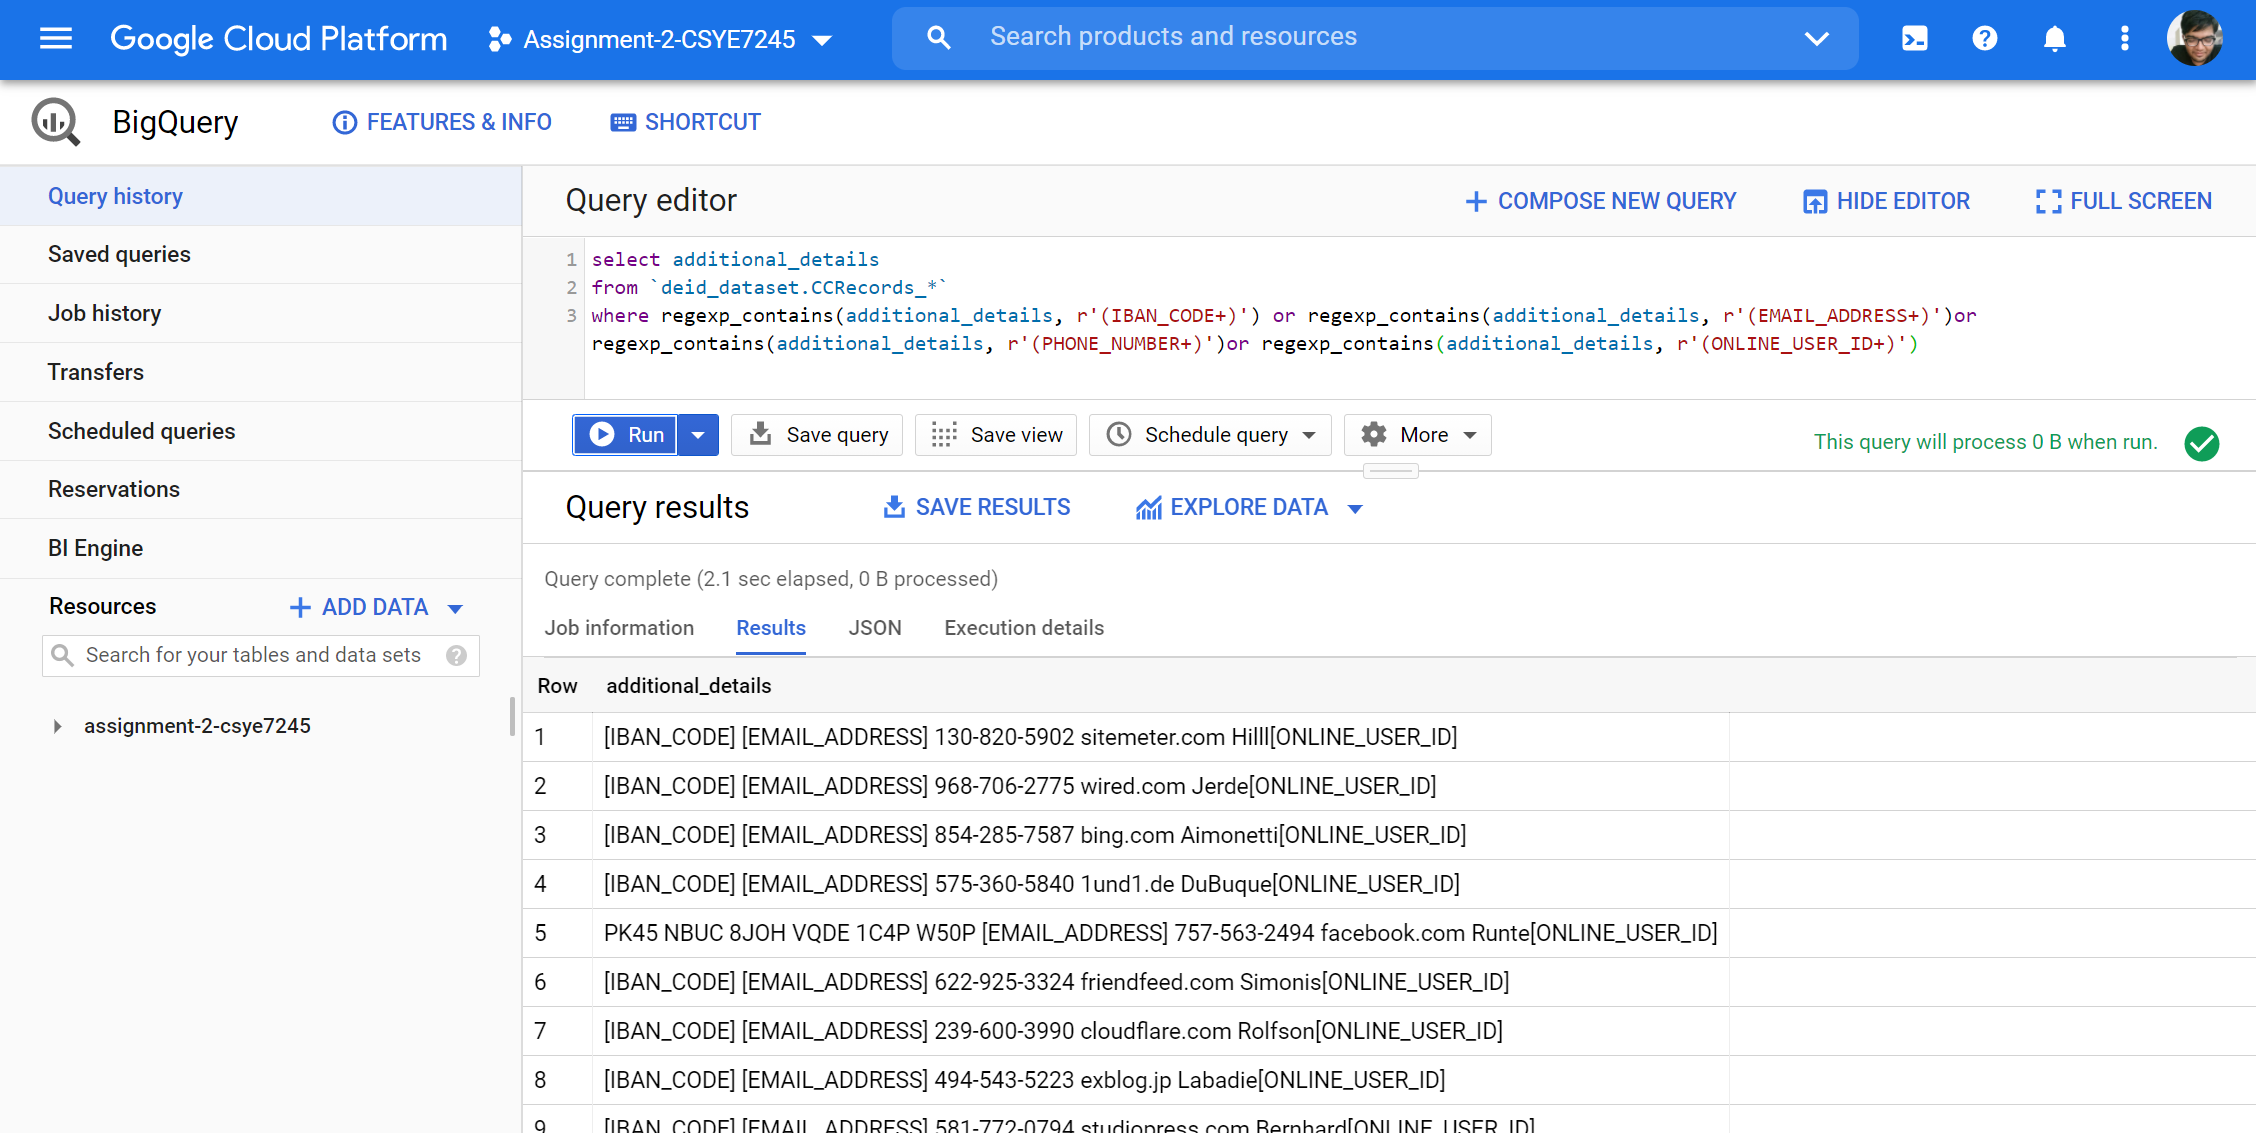 Google Cloud Platform Assignment-2-CSYE7245 Search products and resources
BigQuery FEATURES & INFO SHORTCUT
Query history
Saved queries
Job history
Transfers
Scheduled queries
Reservations
BI Engine
Resources ADD DATA
Search for your tables and data sets
assignment-2-csye7245
Query editor COMPOSE NEW QUERY HIDE EDITOR FULL SCREEN
1 select additional_details
2 from `deid_dataset.CCRecords_*`
3 where regexp_contains(additional_details, r'(IBAN_CODE+)') or regexp_contains(additional_details, r'(EMAIL_ADDRESS+)')or
regexp_contains(additional_details, r'(PHONE_NUMBER+)')or regexp_contains(additional_details, r'(ONLINE_USER_ID+)')
Run Save query Save view Schedule query More This query will process 0 B when run.
Query results SAVE RESULTS EXPLORE DATA
Query complete (2.1 sec elapsed, 0 B processed)
Job information Results JSON Execution details
Row additional_details
1 [IBAN_CODE] [EMAIL_ADDRESS] 130-820-5902 sitemeter.com Hilll[ONLINE_USER_ID]
2 [IBAN_CODE] [EMAIL_ADDRESS] 968-706-2775 wired.com Jerde[ONLINE_USER_ID]
3 [IBAN_CODE] [EMAIL_ADDRESS] 854-285-7587 bing.com Aimonetti[ONLINE_USER_ID]
4 [IBAN_CODE] [EMAIL_ADDRESS] 575-360-5840 1und1.de DuBuque[ONLINE_USER_ID]
5 PK45 NBUC 8JOH VQDE 1C4P W50P [EMAIL_ADDRESS] 757-563-2494 facebook.com Runte[ONLINE_USER_ID]
6 [IBAN_CODE] [EMAIL_ADDRESS] 622-925-3324 friendfeed.com Simonis[ONLINE_USER_ID]
7 [IBAN_CODE] [EMAIL_ADDRESS] 239-600-3990 cloudflare.com Rolfson[ONLINE_USER_ID]
8 [IBAN_CODE] [EMAIL_ADDRESS] 494-543-5223 exblog.jp Labadie[ONLINE_USER_ID]
9 [IBAN_CODE] [EMAIL_ADDRESS] 581-772-0794 studiopress.com Bernhard[ONLINE_USER_ID]